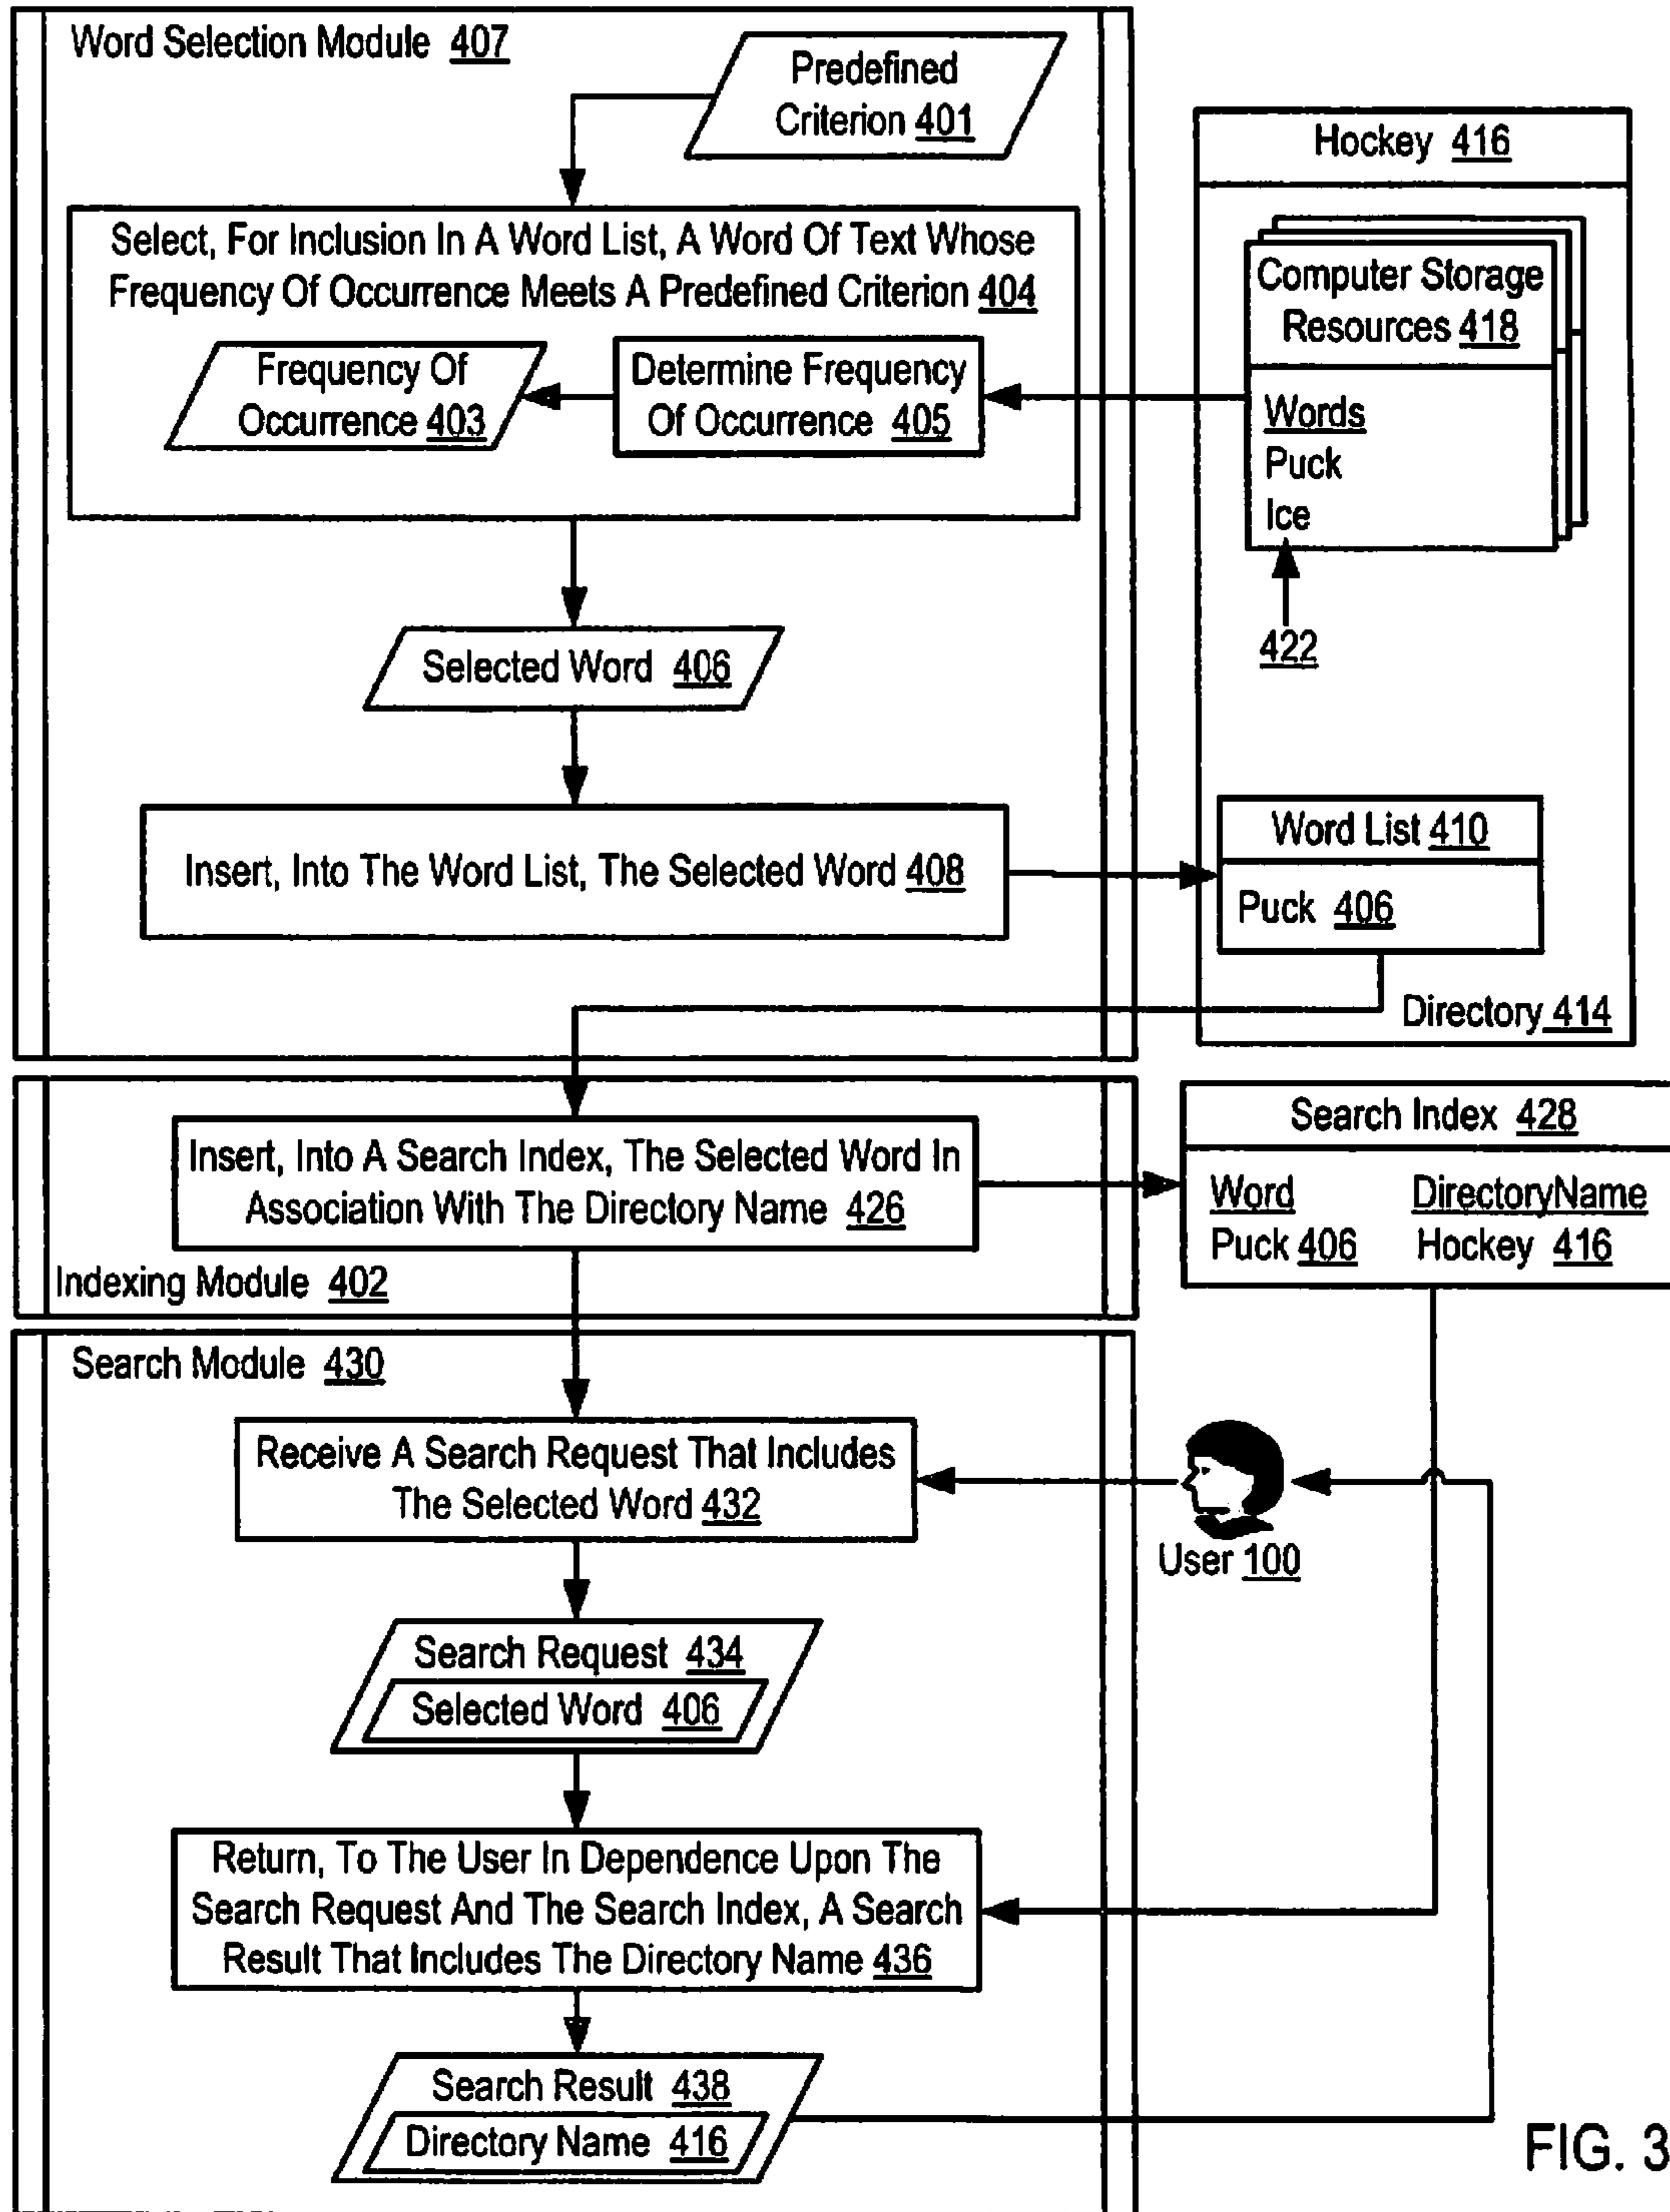 Word Selection Module 407
Predefined
Criterion 401
Select, For Inclusion In A Word List, A Word Of Text Whose
Frequency Of Occurrence Meets A Predefined Criterion 404
Frequency Of
Occurrence 403
Determine Frequency
Of Occurrence 405
Selected Word 406
Insert, Into The Word List, The Selected Word 408
Hockey 416
Computer Storage
Resources 418
Words
Puck
Ice
422
Word List 410
Puck 406
Directory 414
Insert, Into A Search Index, The Selected Word In
Association With The Directory Name 426
Indexing Module 402
Search Index 428
Word DirectoryName
Puck 406 Hockey 416
Search Module 430
Receive A Search Request That Includes
The Selected Word 432
User 100
Search Request 434
Selected Word 406
Return, To The User In Dependence Upon The
Search Request And The Search Index, A Search
Result That Includes The Directory Name 436
Search Result 438
Directory Name 416
FIG. 3